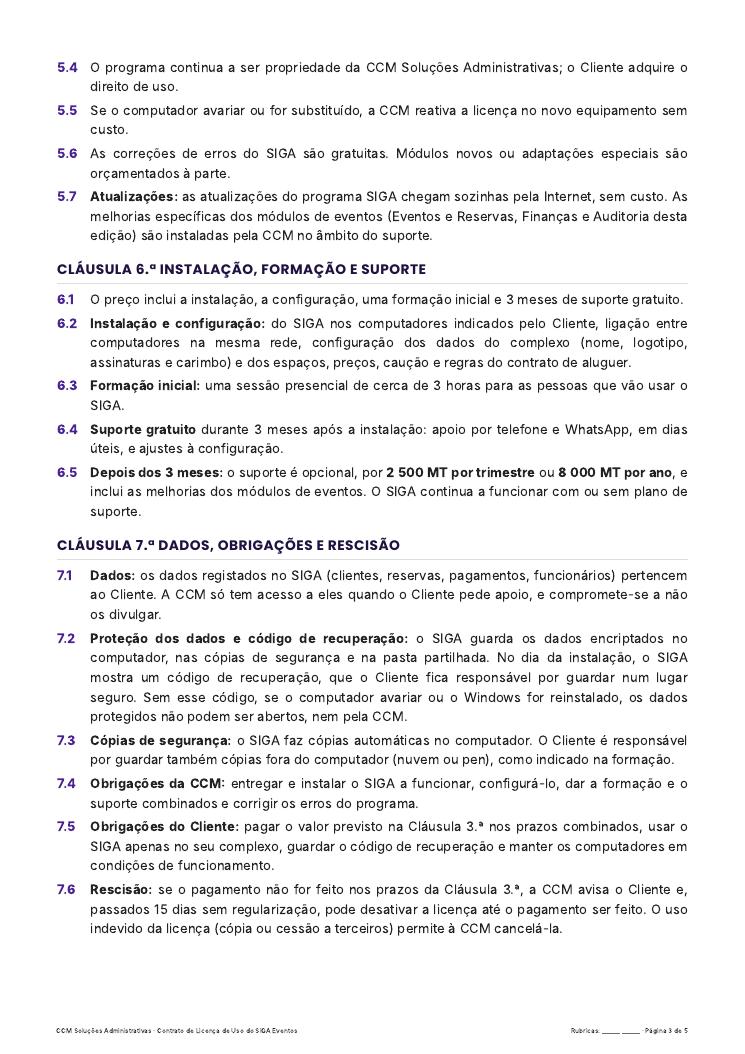 5.4 O programa continua a ser propriedade da CCM Soluções Administrativas; o Cliente adquire o
direito de uso.
5.5 Se o computador avariar ou for substituído, a CCM reativa a licença no novo equipamento sem
custo.
5.6 As correções de erros do SIGA são gratuitas. Módulos novos ou adaptações especiais são
orçamentados à parte.
5.7 Atualizações: as atualizações do programa SIGA chegam sozinhas pela Internet, sem custo. As
melhorias específicas dos módulos de eventos (Eventos e Reservas, Finanças e Auditoria desta
edição) são instaladas pela CCM no âmbito do suporte.
CLÁUSULA 6.ª INSTALAÇÃO, FORMAÇÃO E SUPORTE
6.1 O preço inclui a instalação, a configuração, uma formação inicial e 3 meses de suporte gratuito.
6.2 Instalação e configuração: do SIGA nos computadores indicados pelo Cliente, ligação entre
computadores na mesma rede, configuração dos dados do complexo (nome, logotipo,
assinaturas e carimbo) e dos espaços, preços, caução e regras do contrato de aluguer.
6.3 Formação inicial: uma sessão presencial de cerca de 3 horas para as pessoas que vão usar o
SIGA.
6.4 Suporte gratuito durante 3 meses após a instalação: apoio por telefone e WhatsApp, em dias
úteis, e ajustes à configuração.
6.5 Depois dos 3 meses: o suporte é opcional, por 2 500 MT por trimestre ou 8 000 MT por ano, e
inclui as melhorias dos módulos de eventos. O SIGA continua a funcionar com ou sem plano de
suporte.
CLÁUSULA 7.ª DADOS, OBRIGAÇÕES E RESCISÃO
7.1 Dados: os dados registados no SIGA (clientes, reservas, pagamentos, funcionários) pertencem
ao Cliente. A CCM só tem acesso a eles quando o Cliente pede apoio, e compromete-se a não
os divulgar.
7.2 Proteção dos dados e código de recuperação: o SIGA guarda os dados encriptados no
computador, nas cópias de segurança e na pasta partilhada. No dia da instalação, o SIGA
mostra um código de recuperação, que o Cliente fica responsável por guardar num lugar
seguro. Sem esse código, se o computador avariar ou o Windows for reinstalado, os dados
protegidos não podem ser abertos, nem pela CCM.
7.3 Cópias de segurança: o SIGA faz cópias automáticas no computador. O Cliente é responsável
por guardar também cópias fora do computador (nuvem ou pen), como indicado na formação.
7.4 Obrigações da CCM: entregar e instalar o SIGA a funcionar, configurá-lo, dar a formação e o
suporte combinados e corrigir os erros do programa.
7.5 Obrigações do Cliente: pagar o valor previsto na Cláusula 3.ª nos prazos combinados, usar o
SIGA apenas no seu complexo, guardar o código de recuperação e manter os computadores em
condições de funcionamento.
7.6 Rescisão: se o pagamento não for feito nos prazos da Cláusula 3.ª, a CCM avisa o Cliente e,
passados 15 dias sem regularização, pode desativar a licença até o pagamento ser feito. O uso
indevido da licença (cópia ou cessão a terceiros) permite à CCM cancelá-la.
CCM Soluções Administrativas · Contrato de Licença de Uso do SIGA Eventos
Rubricas: _____ _____ · Página 3 de 5